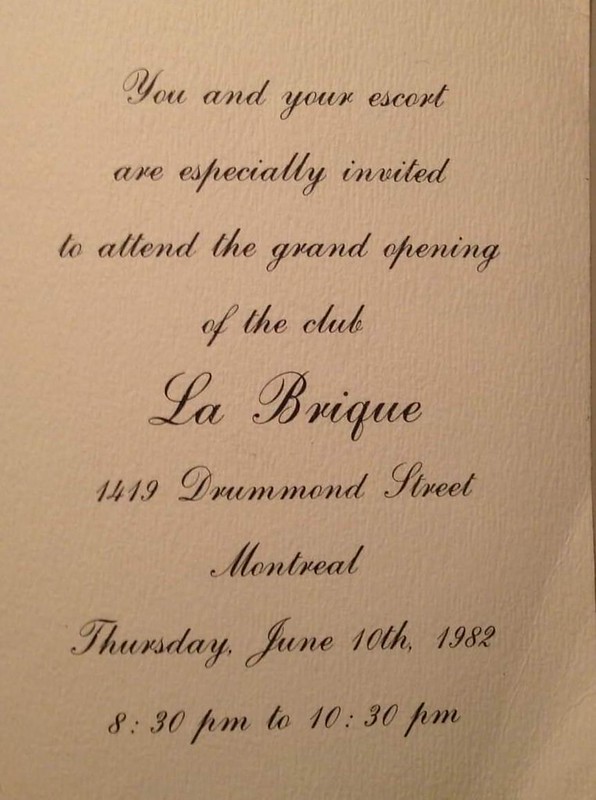 You and your escort
are especially invited
to attend the grand opening
of the club
La Brique
1419 Drummond Street
Montreal
Thursday, June 10th, 1982
8:30 pm to 10:30 pm